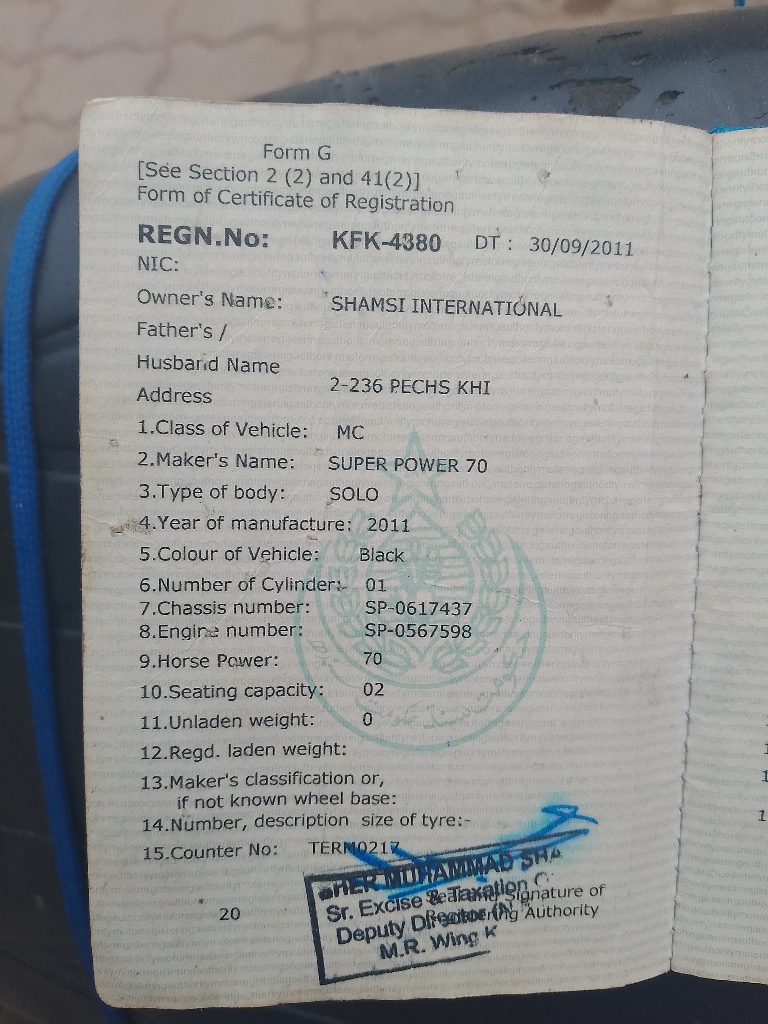 Form G
[See Section 2 (2) and 41(2)]
Form of Certificate of Registration
REGN.No: KFK-4380 DT : 30/09/2011
NIC:
Owner's Name: SHAMSI INTERNATIONAL
Father's /
Husband Name
Address 2-236 PECHS KHI
1.Class of Vehicle: MC
2.Maker's Name: SUPER POWER 70
3.Type of body: SOLO
4.Year of manufacture: 2011
5.Colour of Vehicle: Black
6.Number of Cylinder:- 01
7.Chassis number: SP-0617437
8.Engine number: SP-0567598
9.Horse Power: 70
10.Seating capacity: 02
11.Unladen weight: 0
12.Regd. laden weight:
13.Maker's classification or,
if not known wheel base:
14.Number, description size of tyre:-
15.Counter No: TERM0217
MUHAMMAD
Sr. Excise & Taxation
Signature of
Deputy Director
Authority
M.R. Wing K
20